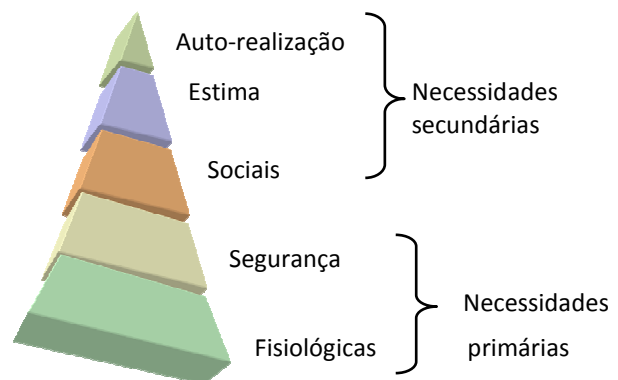 Auto-realização
Estima
Necessidades
secundárias
Sociais
Segurança
Necessidades
primárias
Fisiológicas